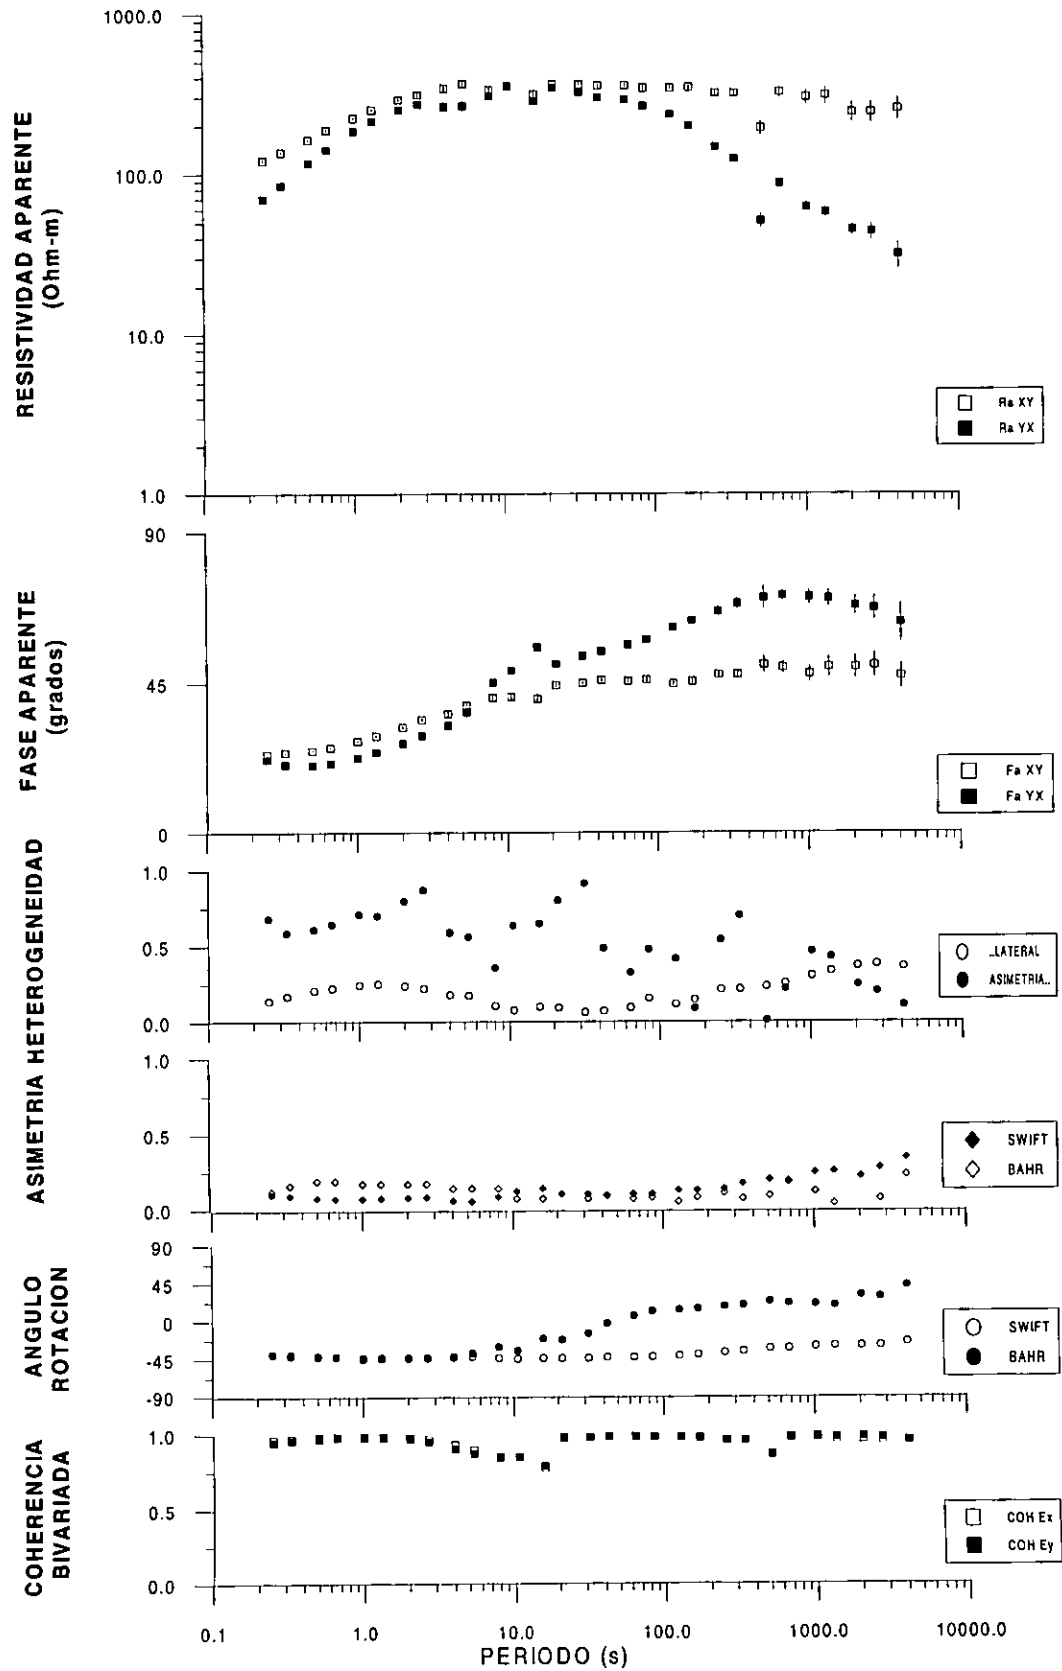 RESISTIVIDAD APARENTE
(Ohm-m)
1000.0
100.0
10.0
1.0
Ra XY
Ra YX
FASE APARENTE
(grados)
90
45
0
Fa XY
Fa YX
ASIMETRIA HETEROGENEIDAD
1.0
0.5
0.0
..LATERAL
ASIMETRIA..
1.0
0.5
0.0
SWIFT
BAHR
ANGULO
ROTACION
90
45
0
-45
-90
SWIFT
BAHR
COHERENCIA
BIVARIADA
1.0
0.5
0.0
COH Ex
COH Ey
0.1
1.0
10.0
100.0
1000.0
10000.0
PERIODO (s)